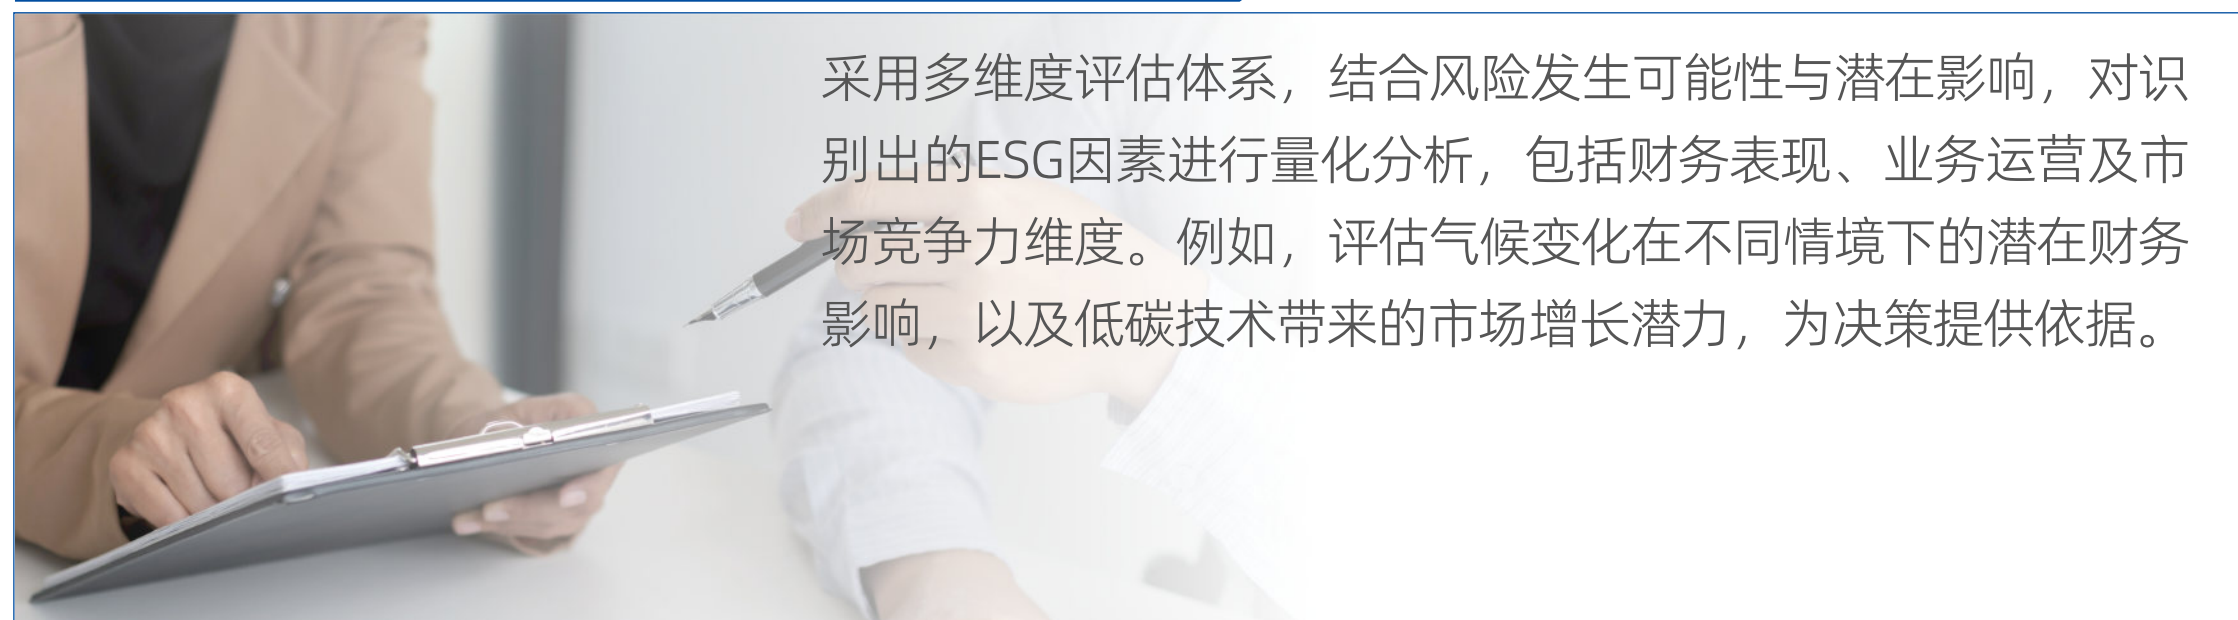 采用多维度评估体系，结合风险发生可能性与潜在影响，对识
别出的ESG因素进行量化分析，包括财务表现、业务运营及市
场竞争力维度。例如，评估气候变化在不同情境下的潜在财务
影响，以及低碳技术带来的市场增长潜力，为决策提供依据。